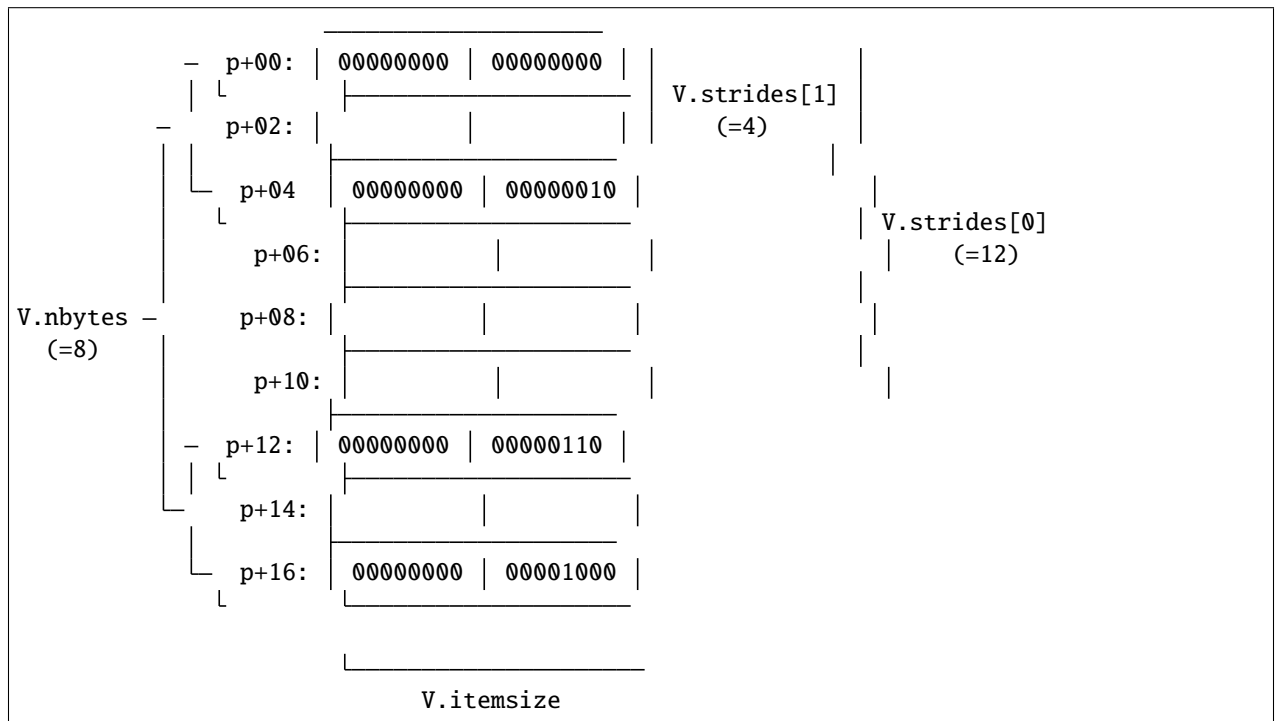 p+00: | 00000000 | 00000000 |
V.strides[1]
p+02: (=4)
p+04 | 00000000 | 00000010 |
V.strides[0]
p+06: (=12)
V.nbytes p+08:
(=8)
p+10:
p+12: | 00000000 | 00000110 |
p+14:
p+16: | 00000000 | 00001000 |
V.itemsize